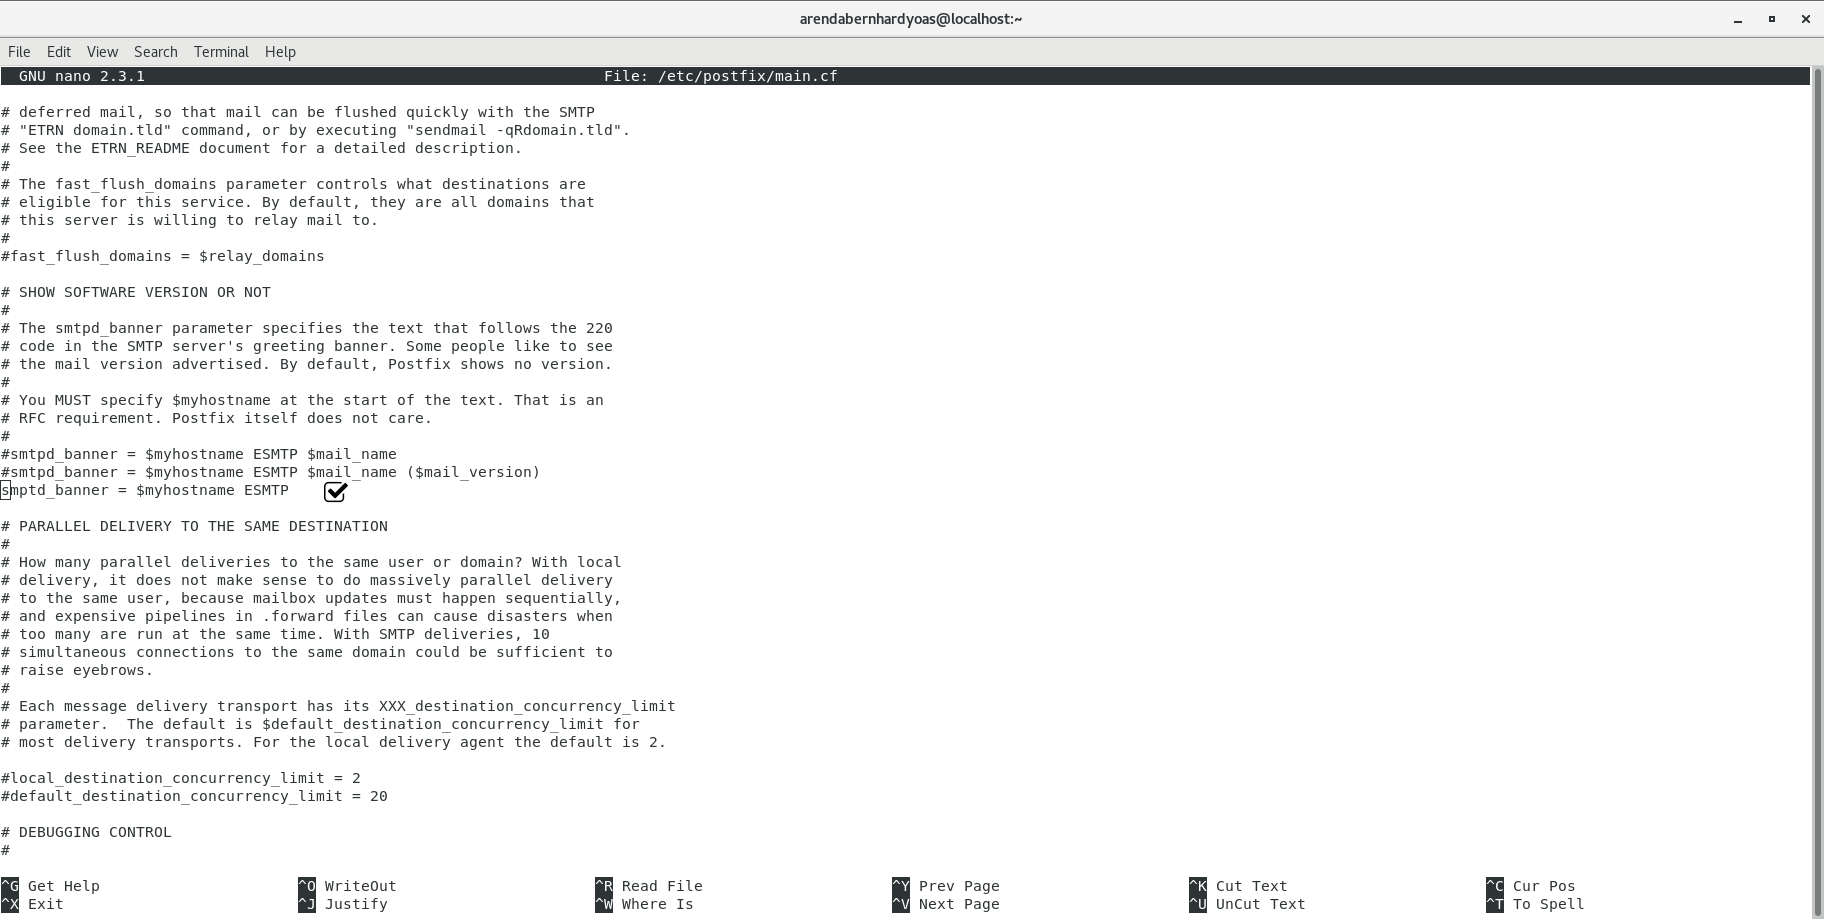 arendabernhardyoas@localhost:~
File Edit View Search Terminal Help
GNU nano 2.3.1 File: /etc/postfix/main.cf
# deferred mail, so that mail can be flushed quickly with the SMTP
# "ETRN domain.tld" command, or by executing "sendmail -qRdomain.tld".
# See the ETRN_README document for a detailed description.
#
# The fast_flush_domains parameter controls what destinations are
# eligible for this service. By default, they are all domains that
# this server is willing to relay mail to.
#
#fast_flush_domains = $relay_domains
# SHOW SOFTWARE VERSION OR NOT
#
# The smtpd_banner parameter specifies the text that follows the 220
# code in the SMTP server's greeting banner. Some people like to see
# the mail version advertised. By default, Postfix shows no version.
#
# You MUST specify $myhostname at the start of the text. That is an
# RFC requirement. Postfix itself does not care.
#
#smtpd_banner = $myhostname ESMTP $mail_name
#smtpd_banner = $myhostname ESMTP $mail_name ($mail_version)
smptd_banner = $myhostname ESMTP
# PARALLEL DELIVERY TO THE SAME DESTINATION
#
# How many parallel deliveries to the same user or domain? With local
# delivery, it does not make sense to do massively parallel delivery
# to the same user, because mailbox updates must happen sequentially,
# and expensive pipelines in .forward files can cause disasters when
# too many are run at the same time. With SMTP deliveries, 10
# simultaneous connections to the same domain could be sufficient to
# raise eyebrows.
#
# Each message delivery transport has its XXX_destination_concurrency_limit
# parameter.  The default is $default_destination_concurrency_limit for
# most delivery transports. For the local delivery agent the default is 2.
#local_destination_concurrency_limit = 2
#default_destination_concurrency_limit = 20
# DEBUGGING CONTROL
#
^G Get Help ^O WriteOut ^R Read File ^Y Prev Page ^K Cut Text ^C Cur Pos
^X Exit ^J Justify ^W Where Is ^V Next Page ^U UnCut Text ^T To Spell